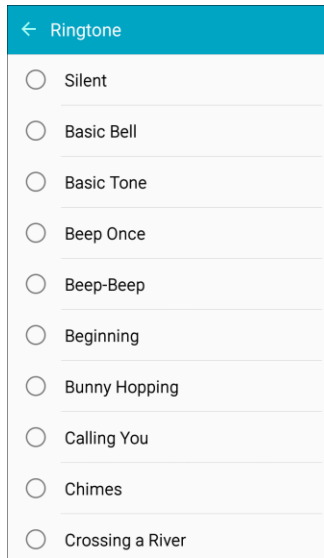 Ringtone
Silent
Basic Bell
Basic Tone
Beep Once
Beep-Beep
Beginning
Bunny Hopping
Calling You
Chimes
Crossing a River